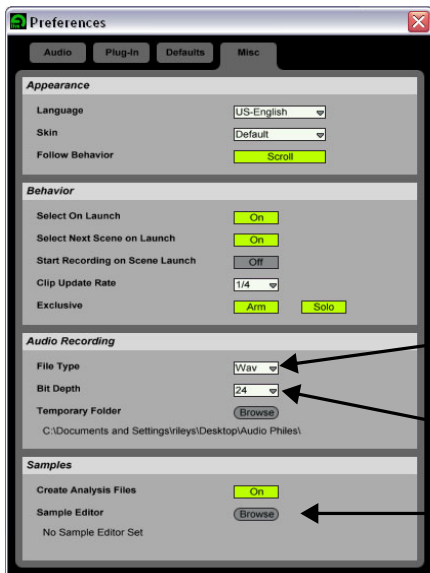 Preferences
Audio Plug-In Defaults Misc
Appearance
Language US-English
Skin Default
Follow Behavior Scroll
Behavior
Select On Launch On
Select Next Scene on Launch On
Start Recording on Scene Launch Off
Clip Update Rate 1/4
Exclusive Arm Solo
Audio Recording
File Type Wav
Bit Depth 24
Temporary Folder Browse
C:\Documents and Settings\rileys\Desktop\Audio Philes\
Samples
Create Analysis Files On
Sample Editor Browse
No Sample Editor Set